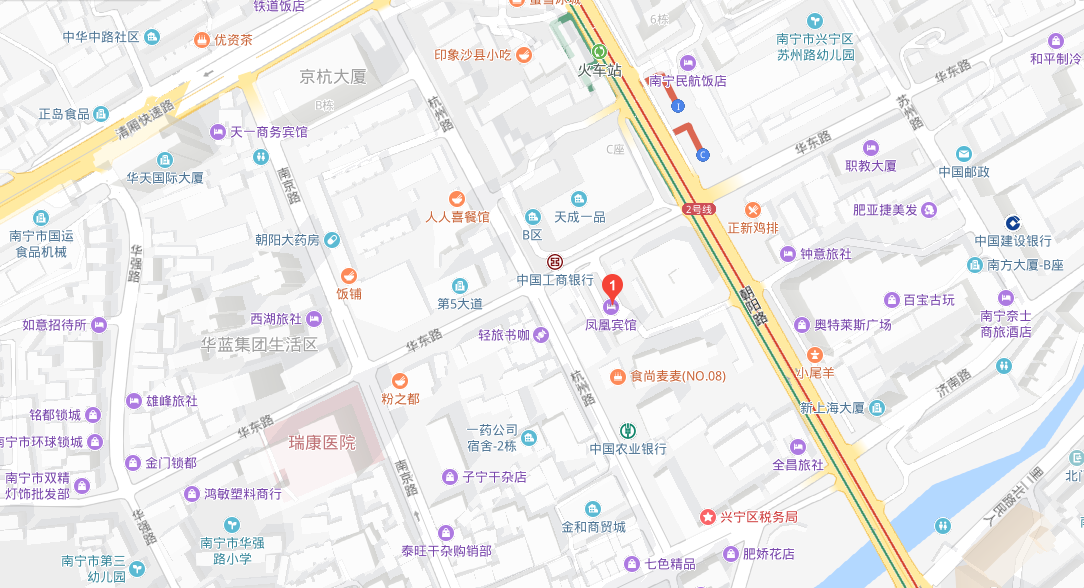 铁道饭店
蜜雪冰城
6栋
中华中路社区
优资茶
印象沙县小吃
火车站
南宁市兴宁区
苏州路幼儿园
和平制冷
京杭大厦
B栋
南宁民航饭店
华东路
正岛食品
清厢快速路
杭州路
I
苏州路
天一商务宾馆
C座
C
华东路
职教大厦
中国邮政
华天国际大厦
南京路
人人喜餐馆
天成一品
2号线
正新鸡排
肥亚捷美发
南宁市国运
食品机械
朝阳大药房
B区
中国建设银行
华强路
钟意旅社
南方大厦-B座
饭铺
第5大道
中国工商银行
1
凤凰宾馆
朝阳路
百宝古玩
南宁奈士
商旅酒店
如意招待所
西湖旅社
华蓝集团生活区
华东路
轻旅书咖
奥特莱斯广场
小尾羊
食尚麦麦(NO.08)
济南路
雄峰旅社
粉之都
杭州路
新上海大厦
铭都锁城
华东路
南宁市环球锁城
瑞康医院
一药公司
宿舍-2栋
中国农业银行
金门锁都
全昌旅社
南宁市双精
灯饰批发部
鸿敏塑料商行
南京路
子宁干杂店
北门
华强路
南宁市华强
路小学
金和商贸城
兴宁区税务局
泰旺干杂购销部
南宁市第三
幼儿园
七色精品
肥娇花店